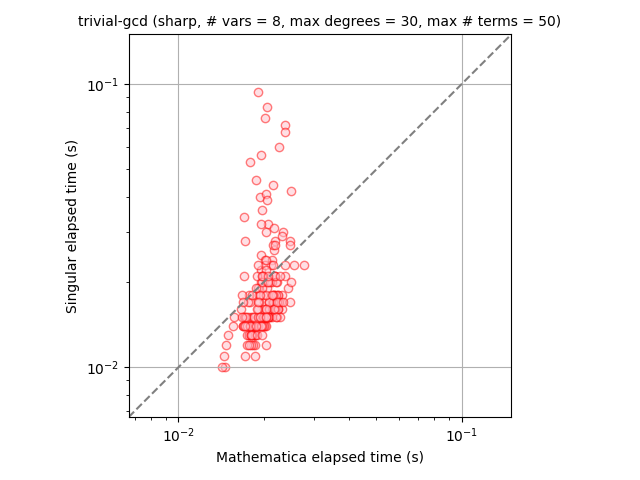 trivial-gcd (sharp, # vars = 8, max degrees = 30, max # terms = 50)
10⁻¹
Singular elapsed time (s)
10⁻²
10⁻² 10⁻¹
Mathematica elapsed time (s)